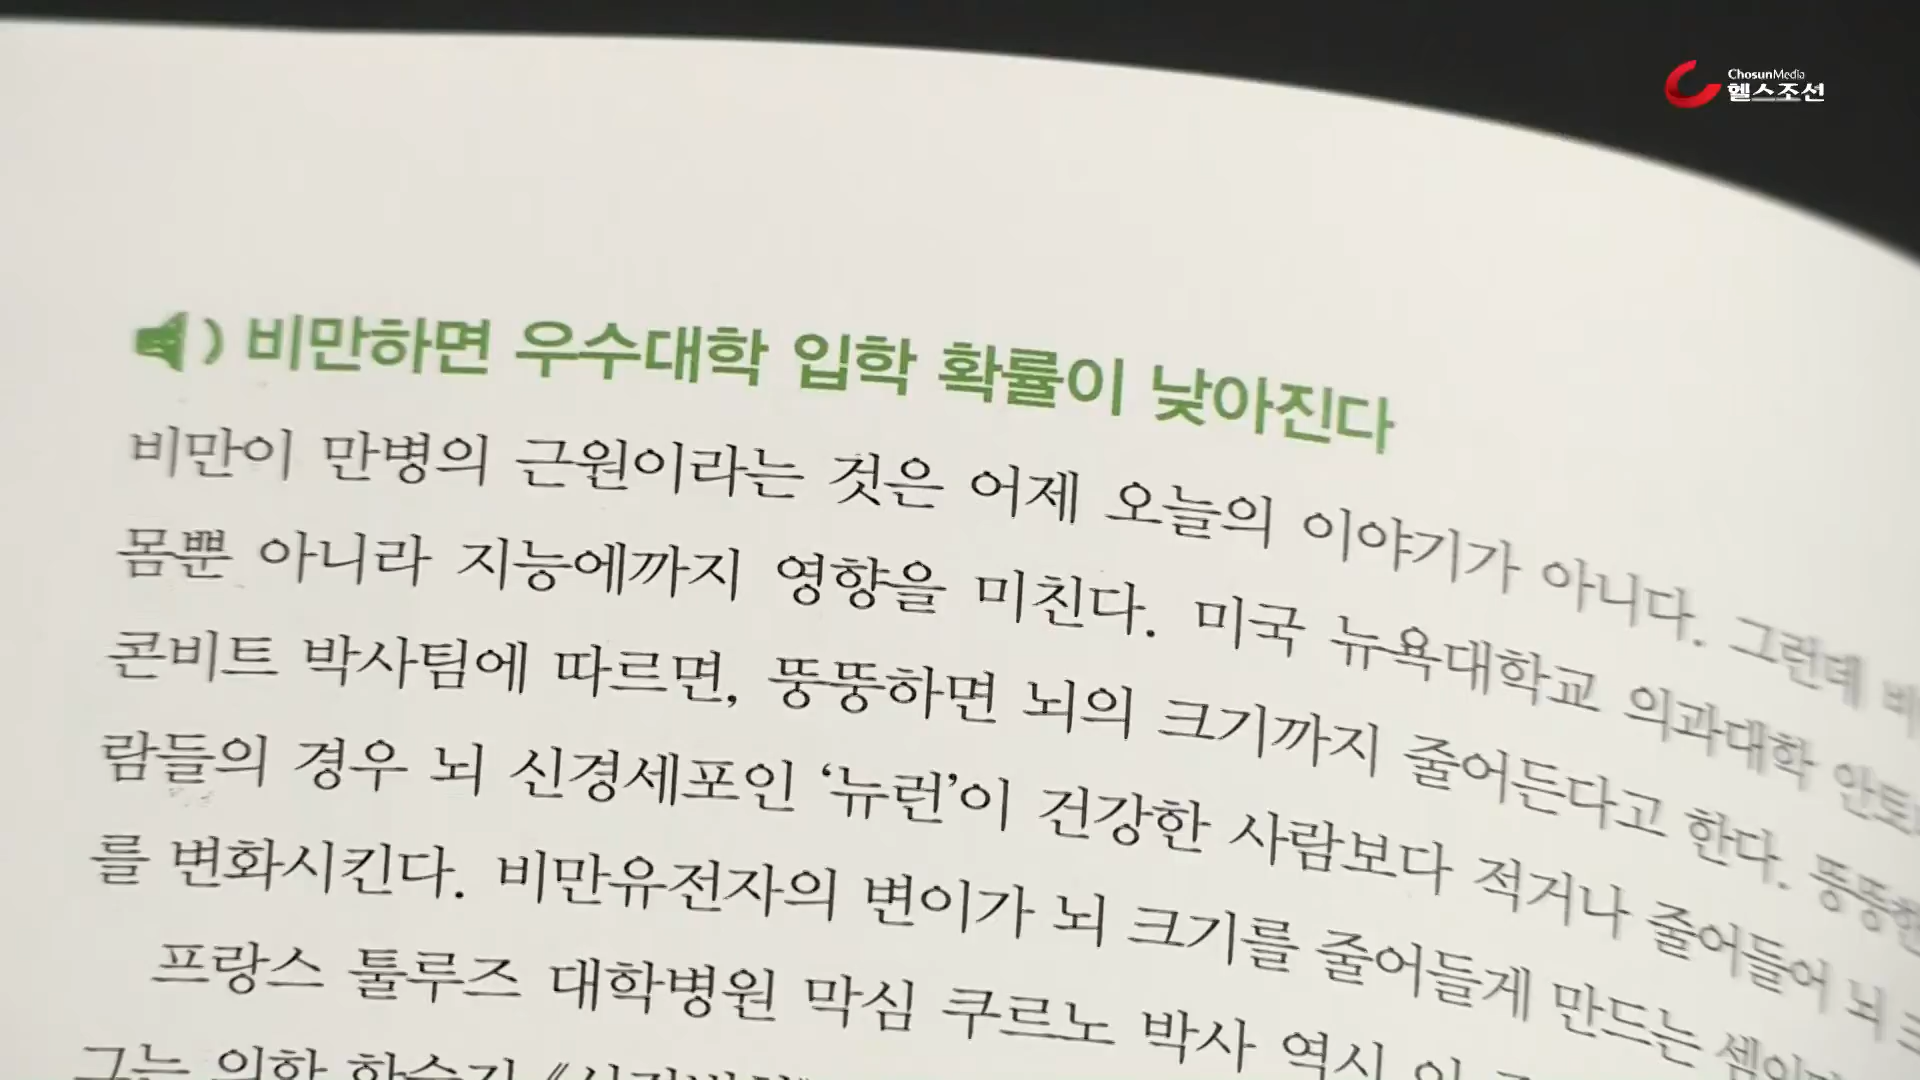 ChosunMedia
헬스조선
비만하면 우수대학 입학 확률이 낮아진다
비만이 만병의 근원이라는 것은 어제 오늘의 이야기가 아니다. 그런데
몸뿐 아니라 지능에까지 영향을 미친다. 미국 뉴욕대학교 의과대학
콘비트 박사팀에 따르면, 뚱뚱하면 뇌의 크기까지 줄어든다고 한다. 뚱뚱한
람들의 경우 뇌 신경세포인 ‘뉴런’이 건강한 사람보다 적거나 줄어들어 뇌
를 변화시킨다. 비만유전자의 변이가 뇌 크기를 줄어들게 만드는
프랑스 툴루즈 대학병원 막심 쿠르노 박사 역시
그는 의학